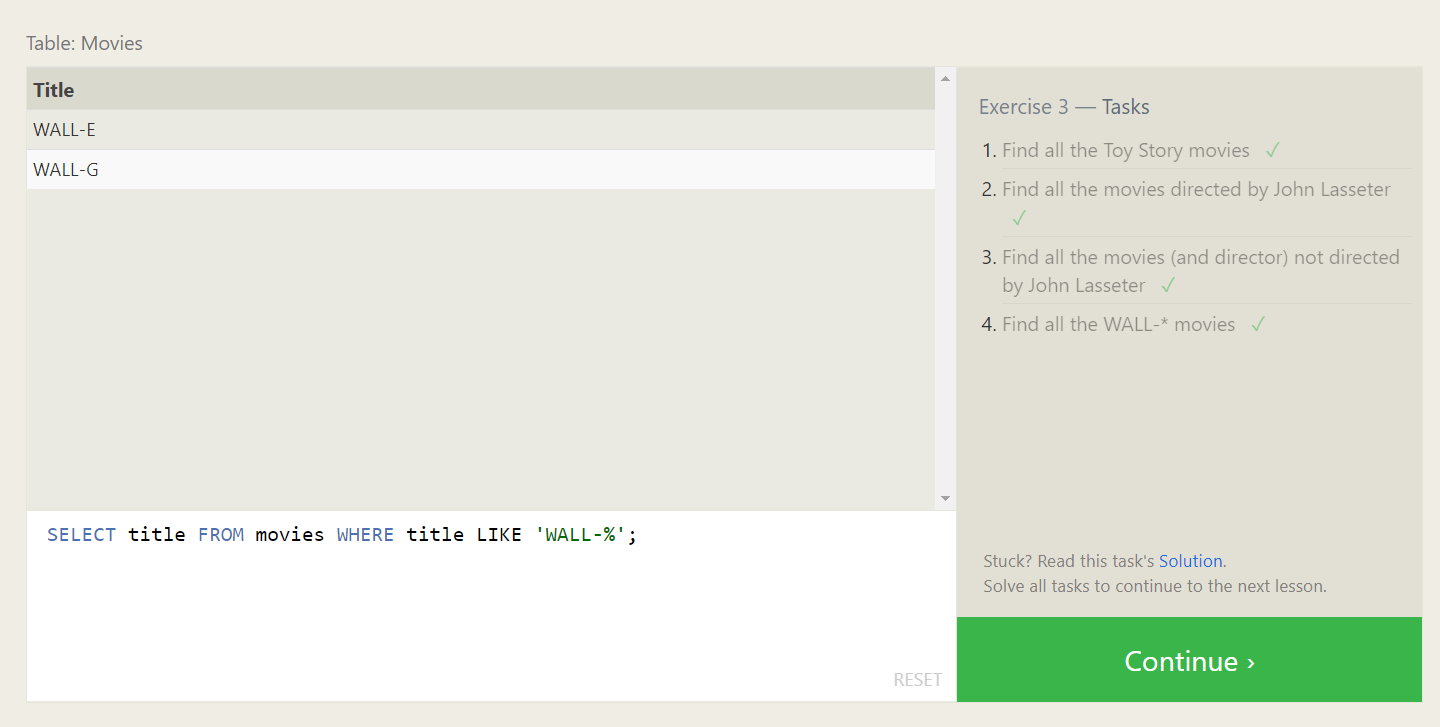 Table: Movies
Title
WALL-E
WALL-G
SELECT title FROM movies WHERE title LIKE 'WALL-%';
RESET
Exercise 3 — Tasks
1. Find all the Toy Story movies ✓
2. Find all the movies directed by John Lasseter
✓
3. Find all the movies (and director) not directed
by John Lasseter ✓
4. Find all the WALL-* movies ✓
Stuck? Read this task's Solution.
Solve all tasks to continue to the next lesson.
Continue ›